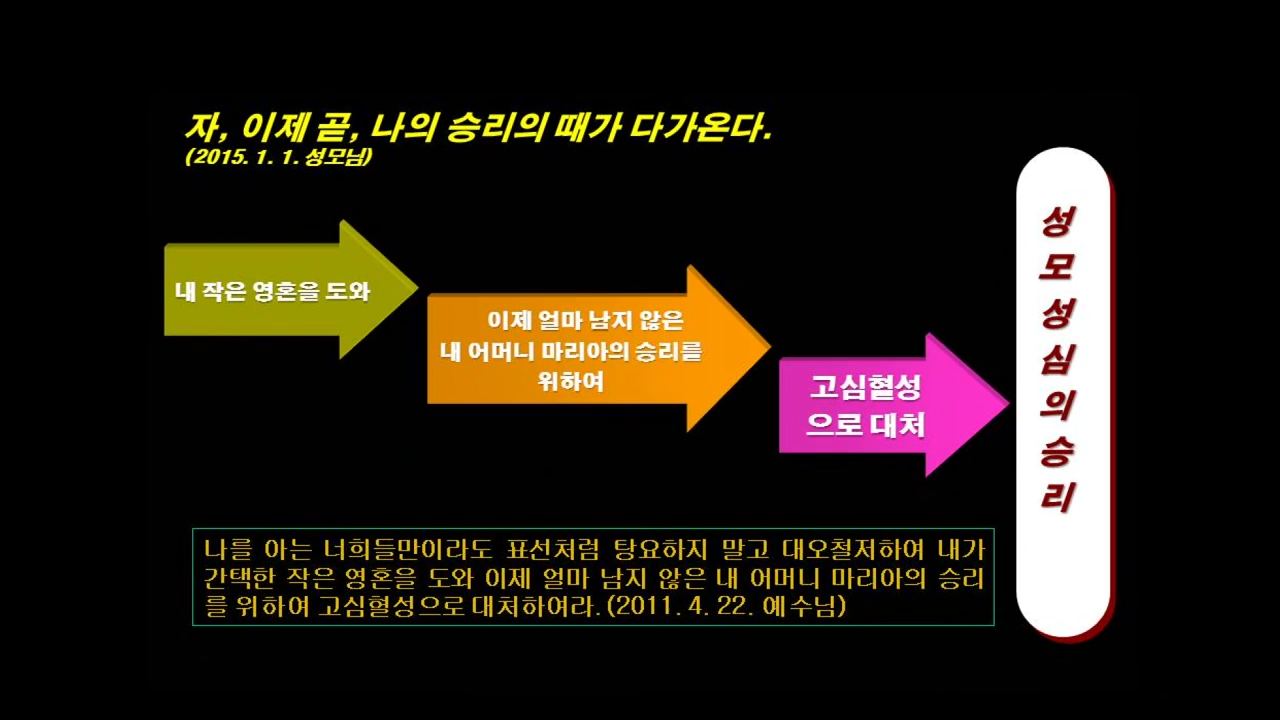 자, 이제 곧, 나의 승리의 때가 다가온다.
(2015. 1. 1. 성모님)
내 작은 영혼을 도와
이제 얼마 남지 않은
내 어머니 마리아의 승리를
위하여
고심혈성
으로 대처
성
모
성
심
의
승
리
나를 아는 너희들만이라도 표선처럼 탕요하지 말고 대오철저하여 내가
간택한 작은 영혼을 도와 이제 얼마 남지 않은 내 어머니 마리아의 승리
를 위하여 고심혈성으로 대처하여라. (2011. 4. 22. 예수님)